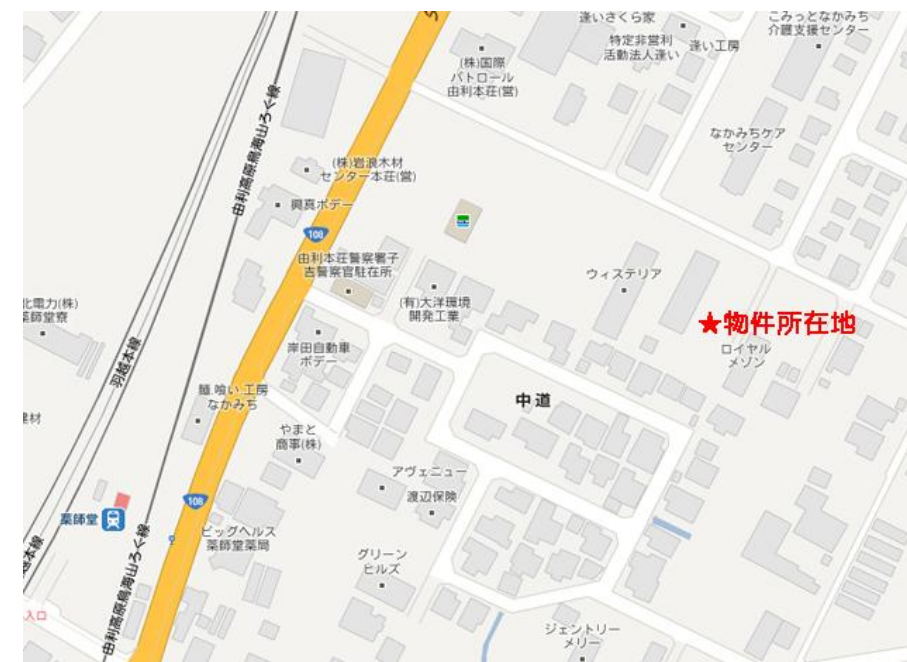 逢いさくら家
特定非営利
活動法人逢い
逢い工房
こみっとなかみち
介護支援センター
(株)国際
パトロール
由利本荘(営)
なかみちケア
センター
由利高原鳥海山ろく線
(株)岩浪木材
センター本荘(営)
興真ボデー
108
由利本荘警察署子
吉警察官駐在所
(有)大洋環境
開発工業
ウィステリア
★物件所在地
ロイヤル
メゾン
北電力(株)
薬師堂寮
羽越本線
岸田自動車
ボデー
麺.喰い.工房
なかみち
中道
建材
やまと
商事(株)
アヴェニュー
渡辺保険
108
薬師堂
ビッグヘルス
薬師堂薬局
グリーン
ヒルズ
本線
由利高原鳥海山ろく線
入口
ジェントリー
メリー